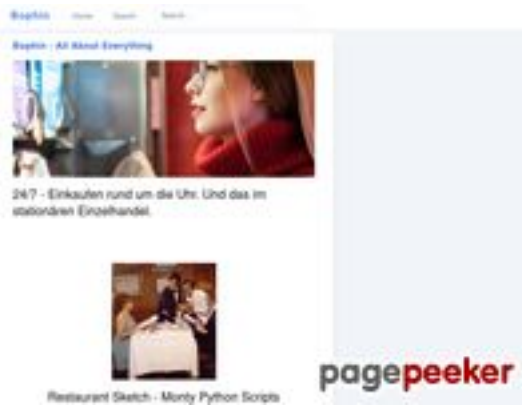 Bophin Home Search
Bophin - All About Everything
24/7 - Einkaufen rund um die Uhr. Und das im
stationären Einzelhandel.
Restaurant Sketch - Monty Python Scripts
pagepeeker